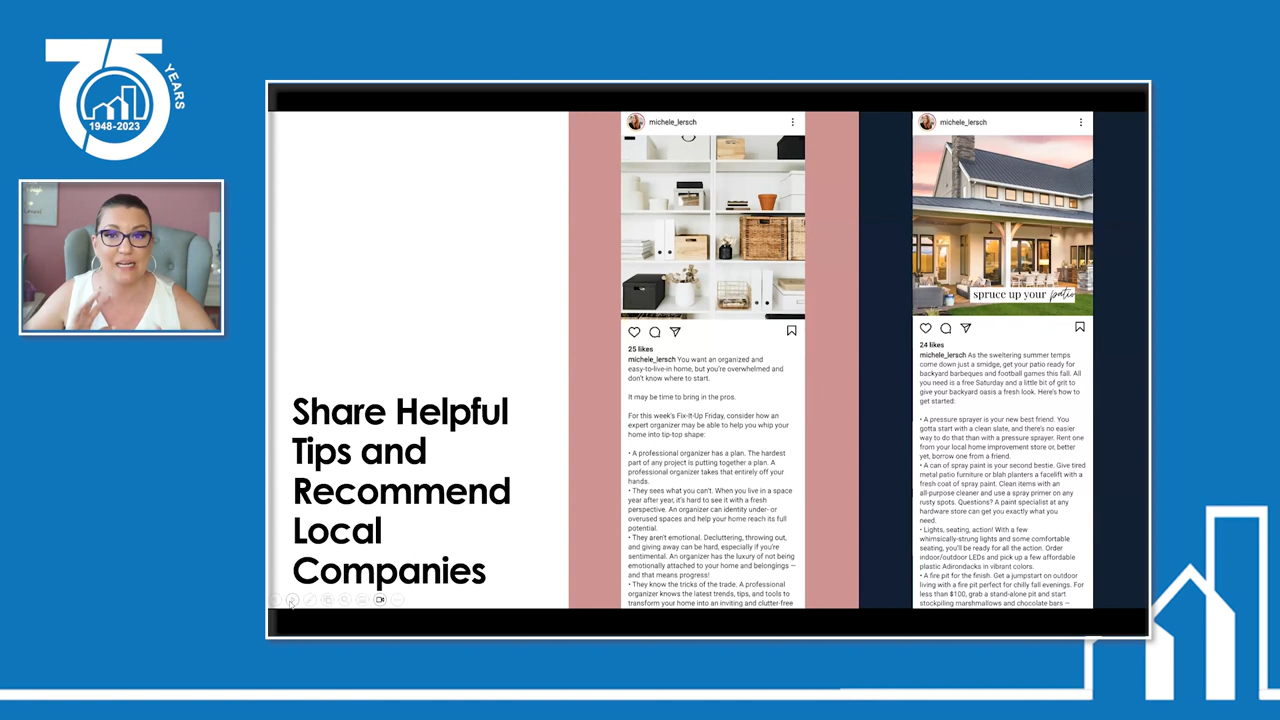 75
YEARS
1948-2023
Share Helpful
Tips and
Recommend
Local
Companies
michele_lersch
25 likes
michele_lersch You want an organized and
easy-to-live-in home, but you're overwhelmed and
don't know where to start.
It may be time to bring in the pros.
For this week's Fix-It-Up Friday, consider how an
expert organizer may be able to help you whip your
home into tip-top shape:
• A professional organizer has a plan. The hardest
part of any project is putting together a plan. A
professional organizer takes that entirely off your
hands.
• They sees what you can't. When you live in a space
year after year, it's hard to see it with a fresh
perspective. An organizer can identity under- or
overused spaces and help your home reach its full
potential.
• They aren't emotional. Decluttering, throwing out,
and giving away can be hard, especially if you're
sentimental. An organizer has the luxury of not being
emotionally attached to your home and belongings —
and that means progress!
• They know the tricks of the trade. A professional
organizer knows the latest trends, tips, and tools to
transform your home into an inviting and clutter-free
michele_lersch
spruce up your patio
24 likes
michele_lersch As the sweltering summer temps
come down just a smidge, get your patio ready for
backyard barbeques and football games this fall. All
you need is a free Saturday and a little bit of grit to
give your backyard oasis a fresh look. Here's how to
get started:
• A pressure sprayer is your new best friend. You
gotta start with a clean slate, and there's no easier
way to do that than with a pressure sprayer. Rent one
from your local home improvement store or, better
yet, borrow one from a friend.
• A can of spray paint is your second bestie. Give tired
metal patio furniture or blah planters a facelift with a
fresh coat of spray paint. Clean items with an
all-purpose cleaner and use a spray primer on any
rusty spots. Questions? A paint specialist at any
hardware store can get you exactly what you
need.
• Lights, seating, action! With a few
whimsically-strung lights and some comfortable
seating, you'll be ready for all the action. Order
indoor/outdoor LEDs and pick up a few affordable
plastic Adirondacks in vibrant colors.
• A fire pit for the finish. Get a jumpstart on outdoor
living with a fire pit perfect for chilly fall evenings. For
less than $100, grab a stand-alone pit and start
stockpiling marshmallows and chocolate bars —